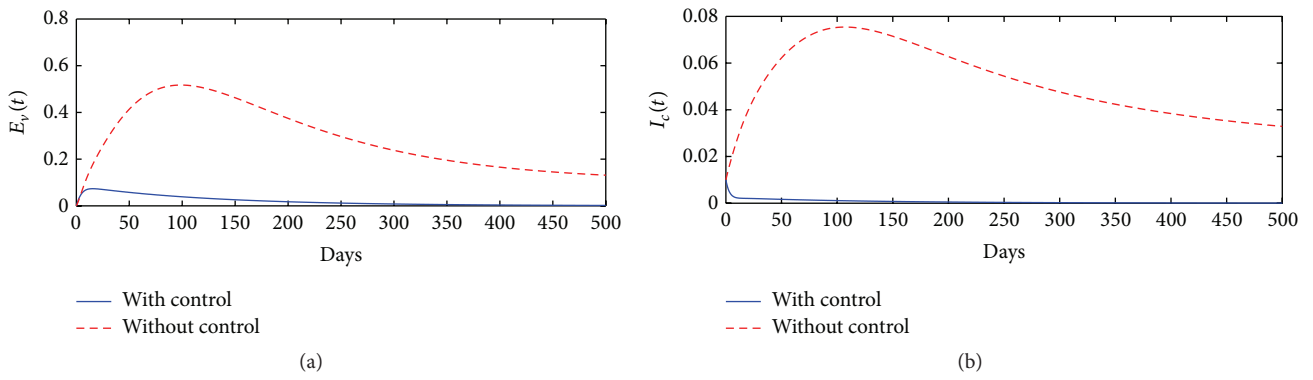 0.8
0.6
0.4
0.2
0
E_v(t)
0 50 100 150 200 250 300 350 400 450 500
Days
With control
Without control
(a)
0.08
0.06
0.04
0.02
0
I_c(t)
0 50 100 150 200 250 300 350 400 450 500
Days
With control
Without control
(b)